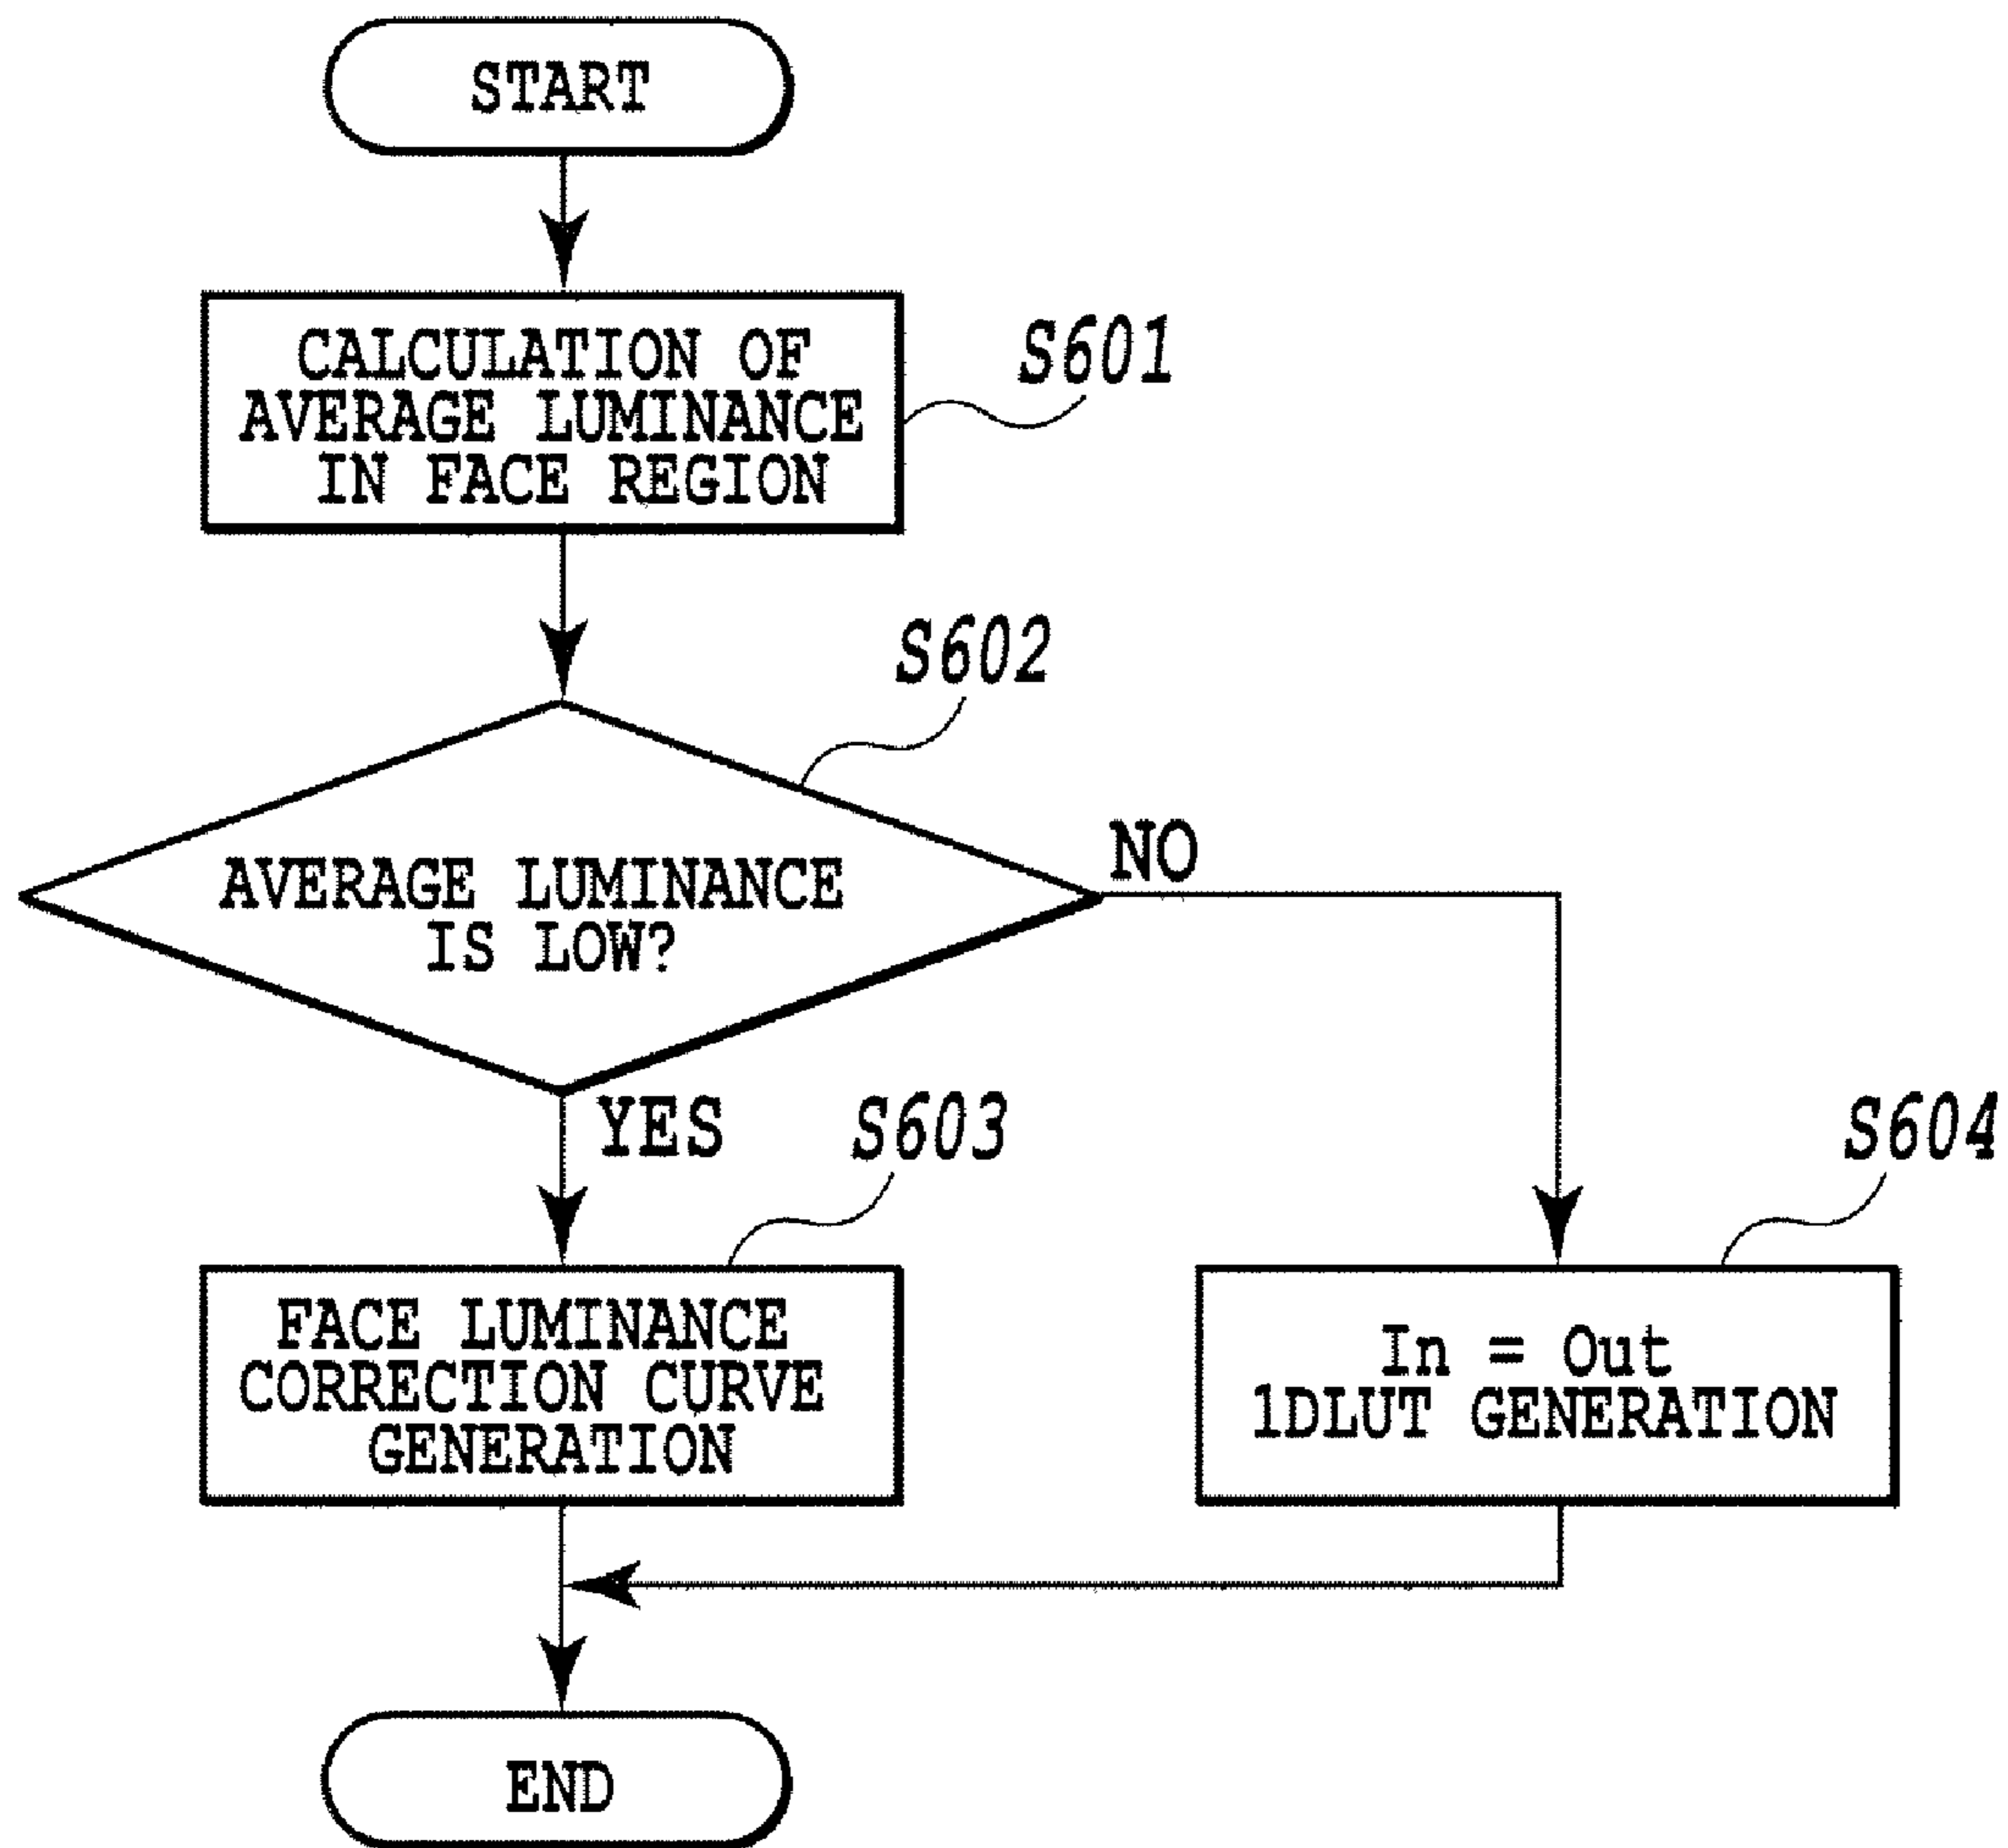 START
CALCULATION OF
AVERAGE LUMINANCE
IN FACE REGION
S601
S602
AVERAGE LUMINANCE
IS LOW?
NO
YES
S603
FACE LUMINANCE
CORRECTION CURVE
GENERATION
S604
In = Out
1DLUT GENERATION
END